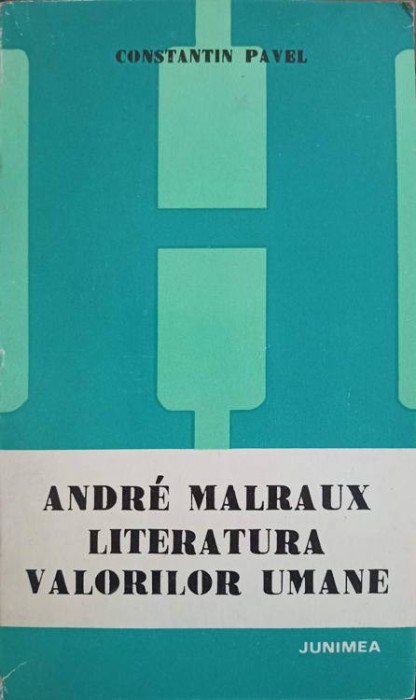 CONSTANTIN PAVEL
ANDRÉ MALRAUX
LITERATURA
VALORILOR UMANE
JUNIMEA